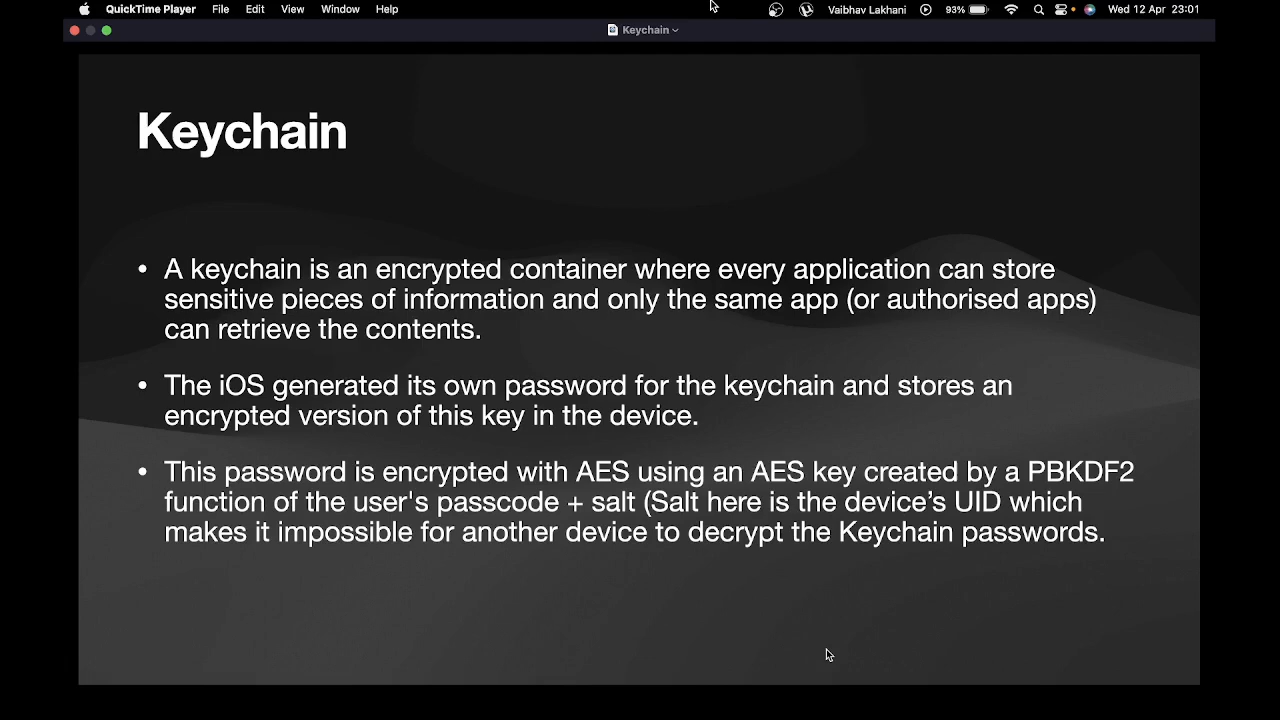 QuickTime Player File Edit View Window Help Vaibhav Lakhani 93% Wed 12 Apr 23:01
Keychain
Keychain
• A keychain is an encrypted container where every application can store
sensitive pieces of information and only the same app (or authorised apps)
can retrieve the contents.
• The iOS generated its own password for the keychain and stores an
encrypted version of this key in the device.
• This password is encrypted with AES using an AES key created by a PBKDF2
function of the user's passcode + salt (Salt here is the device’s UID which
makes it impossible for another device to decrypt the Keychain passwords.